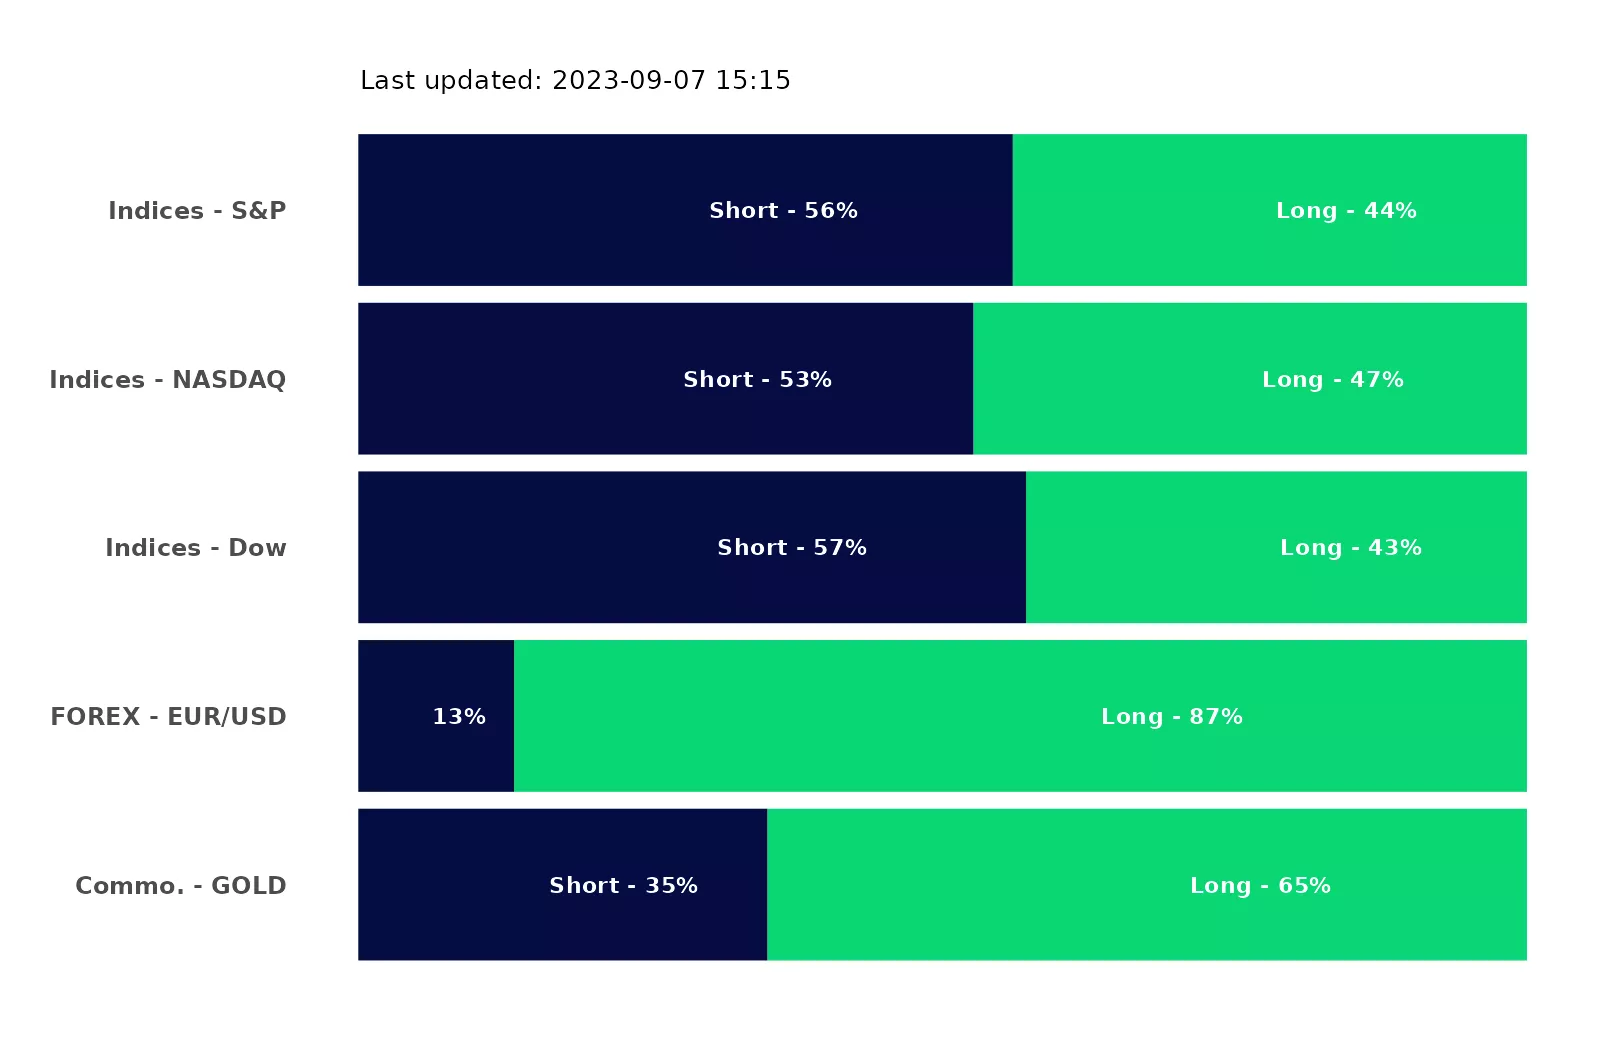 Last updated: 2023-09-07 15:15
Indices - S&P
Short - 56%
Long - 44%
Indices - NASDAQ
Short - 53%
Long - 47%
Indices - Dow
Short - 57%
Long - 43%
FOREX - EUR/USD
13%
Long - 87%
Commo. - GOLD
Short - 35%
Long - 65%